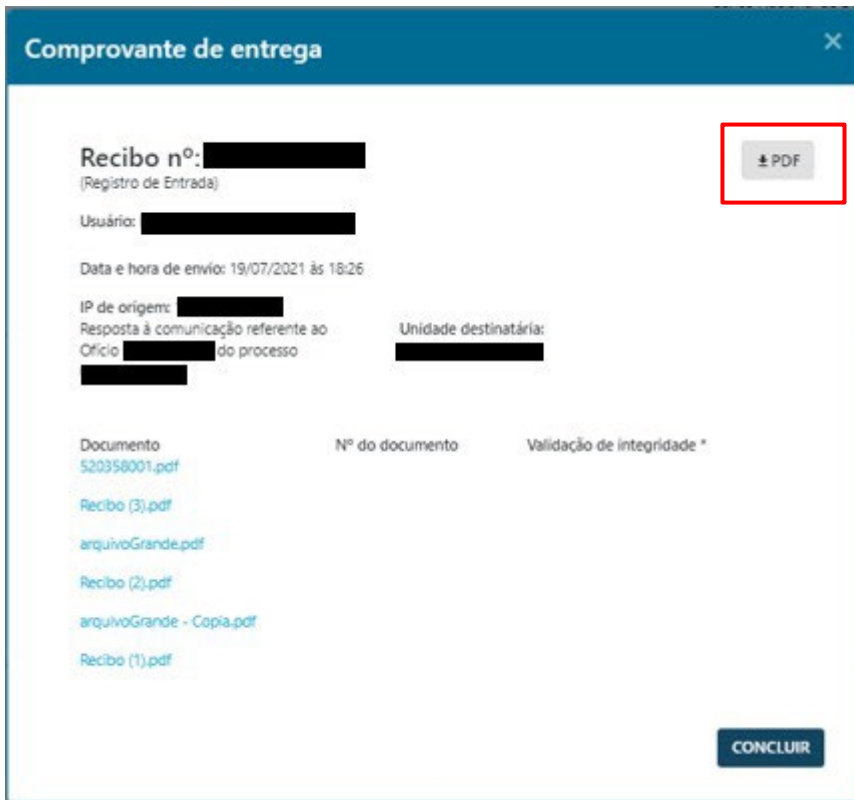 Comprovante de entrega
×
Recibo nº:
PDF
(Registro de Entrada)
Usuário:
Data e hora de envio: 19/07/2021 às 18:26
IP de origem:
Resposta à comunicação referente ao
Ofício do processo
Unidade destinatária:
Documento Nº do documento Validação de integridade *
520358001.pdf
Recibo (3).pdf
arquivoGrande.pdf
Recibo (2).pdf
arquivoGrande - Copia.pdf
Recibo (1).pdf
CONCLUIR